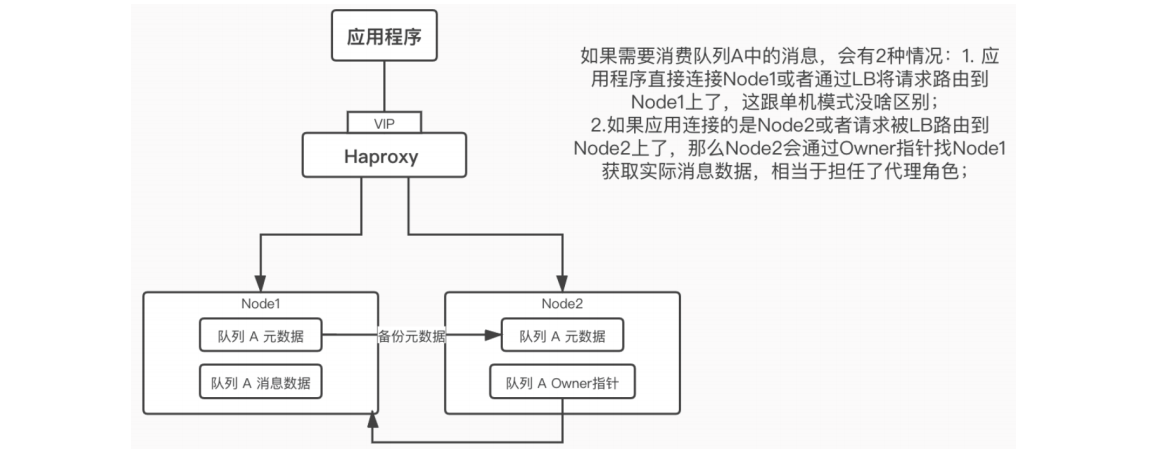 应用程序
如果需要消费队列A中的消息，会有2种情况：1. 应
用程序直接连接Node1或者通过LB将请求路由到
Node1上了，这跟单机模式没啥区别；
2.如果应用连接的是Node2或者请求被LB路由到
Node2上了，那么Node2会通过Owner指针找Node1
获取实际消息数据，相当于担任了代理角色；
VIP
Haproxy
Node1
队列 A 元数据
队列 A 消息数据
备份元数据
Node2
队列 A 元数据
队列 A Owner指针